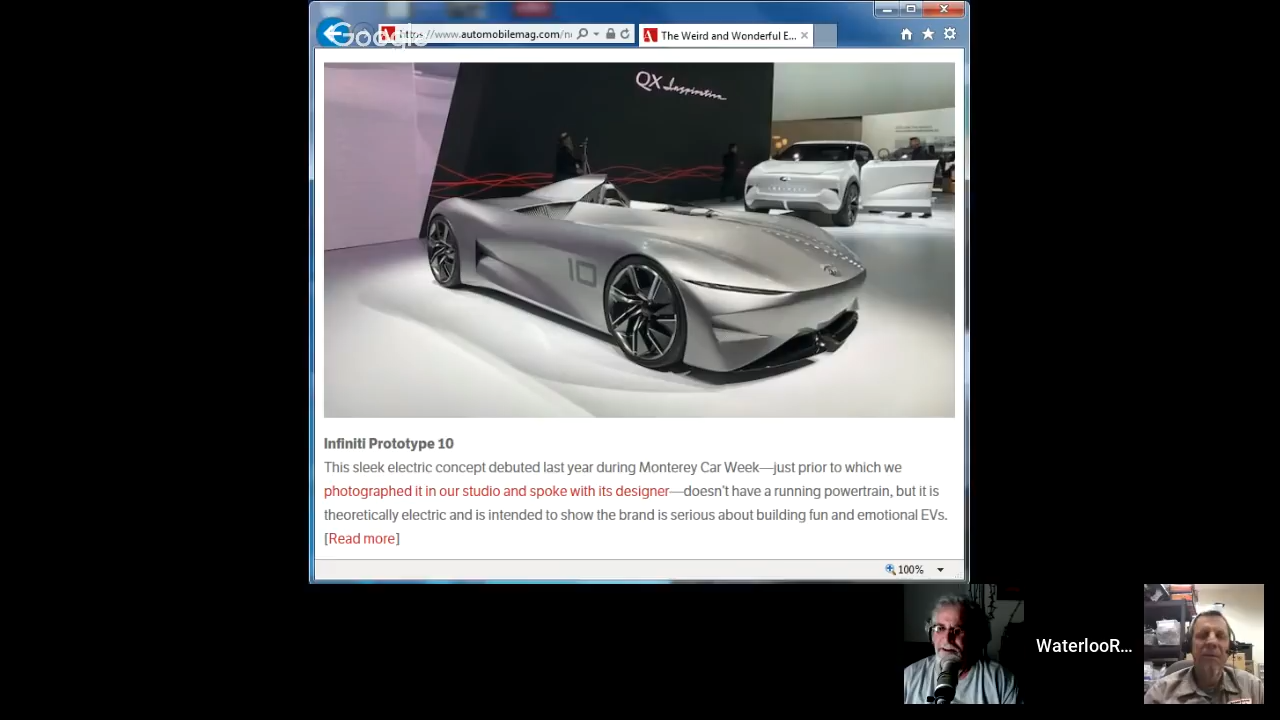 Google
https://www.automobilemag.com/n
The Weird and Wonderful E...
QX Inspiration
10
Infiniti Prototype 10
This sleek electric concept debuted last year during Monterey Car Week—just prior to which we
photographed it in our studio and spoke with its designer—doesn't have a running powertrain, but it is
theoretically electric and is intended to show the brand is serious about building fun and emotional EVs.
[Read more]
100%
WaterlooR...